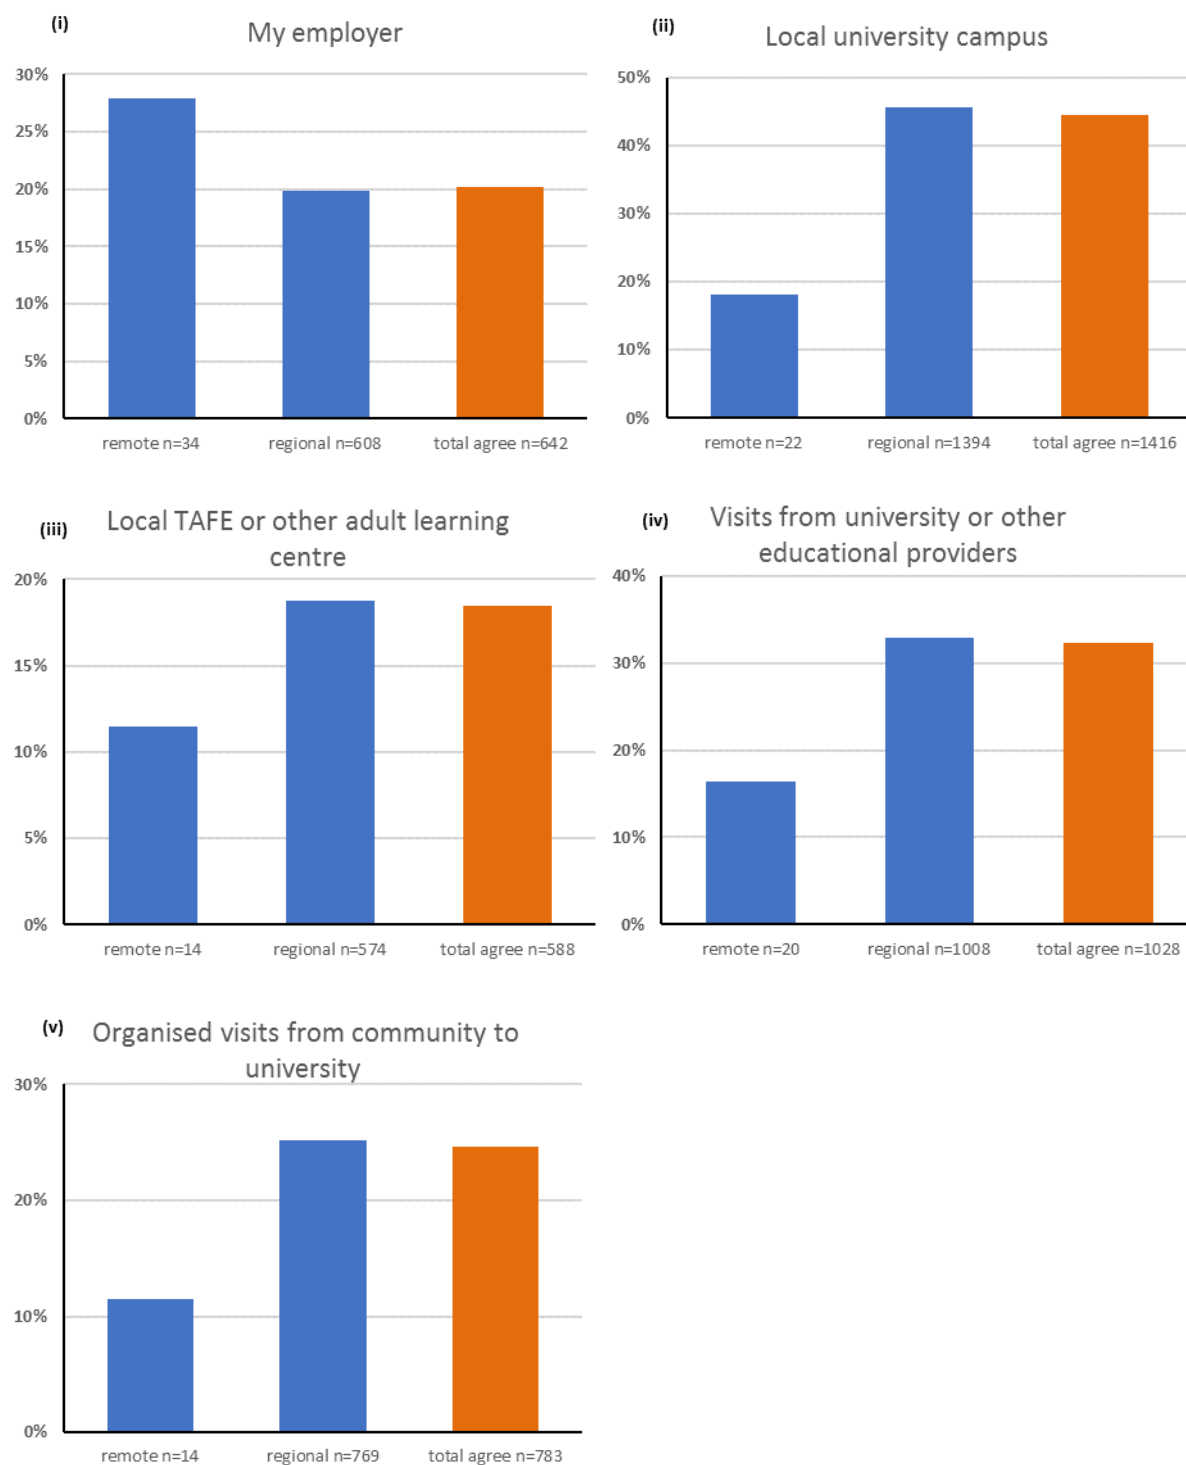 (i)
My employer
30%
25%
20%
15%
10%
5%
0%
remote n=34 regional n=608 total agree n=642
(ii)
Local university campus
50%
40%
30%
20%
10%
0%
remote n=22 regional n=1394 total agree n=1416
(iii)
Local TAFE or other adult learning
centre
20%
15%
10%
5%
0%
remote n=14 regional n=574 total agree n=588
(iv)
Visits from university or other
educational providers
40%
30%
20%
10%
0%
remote n=20 regional n=1008 total agree n=1028
(v)
Organised visits from community to
university
30%
20%
10%
0%
remote n=14 regional n=769 total agree n=783